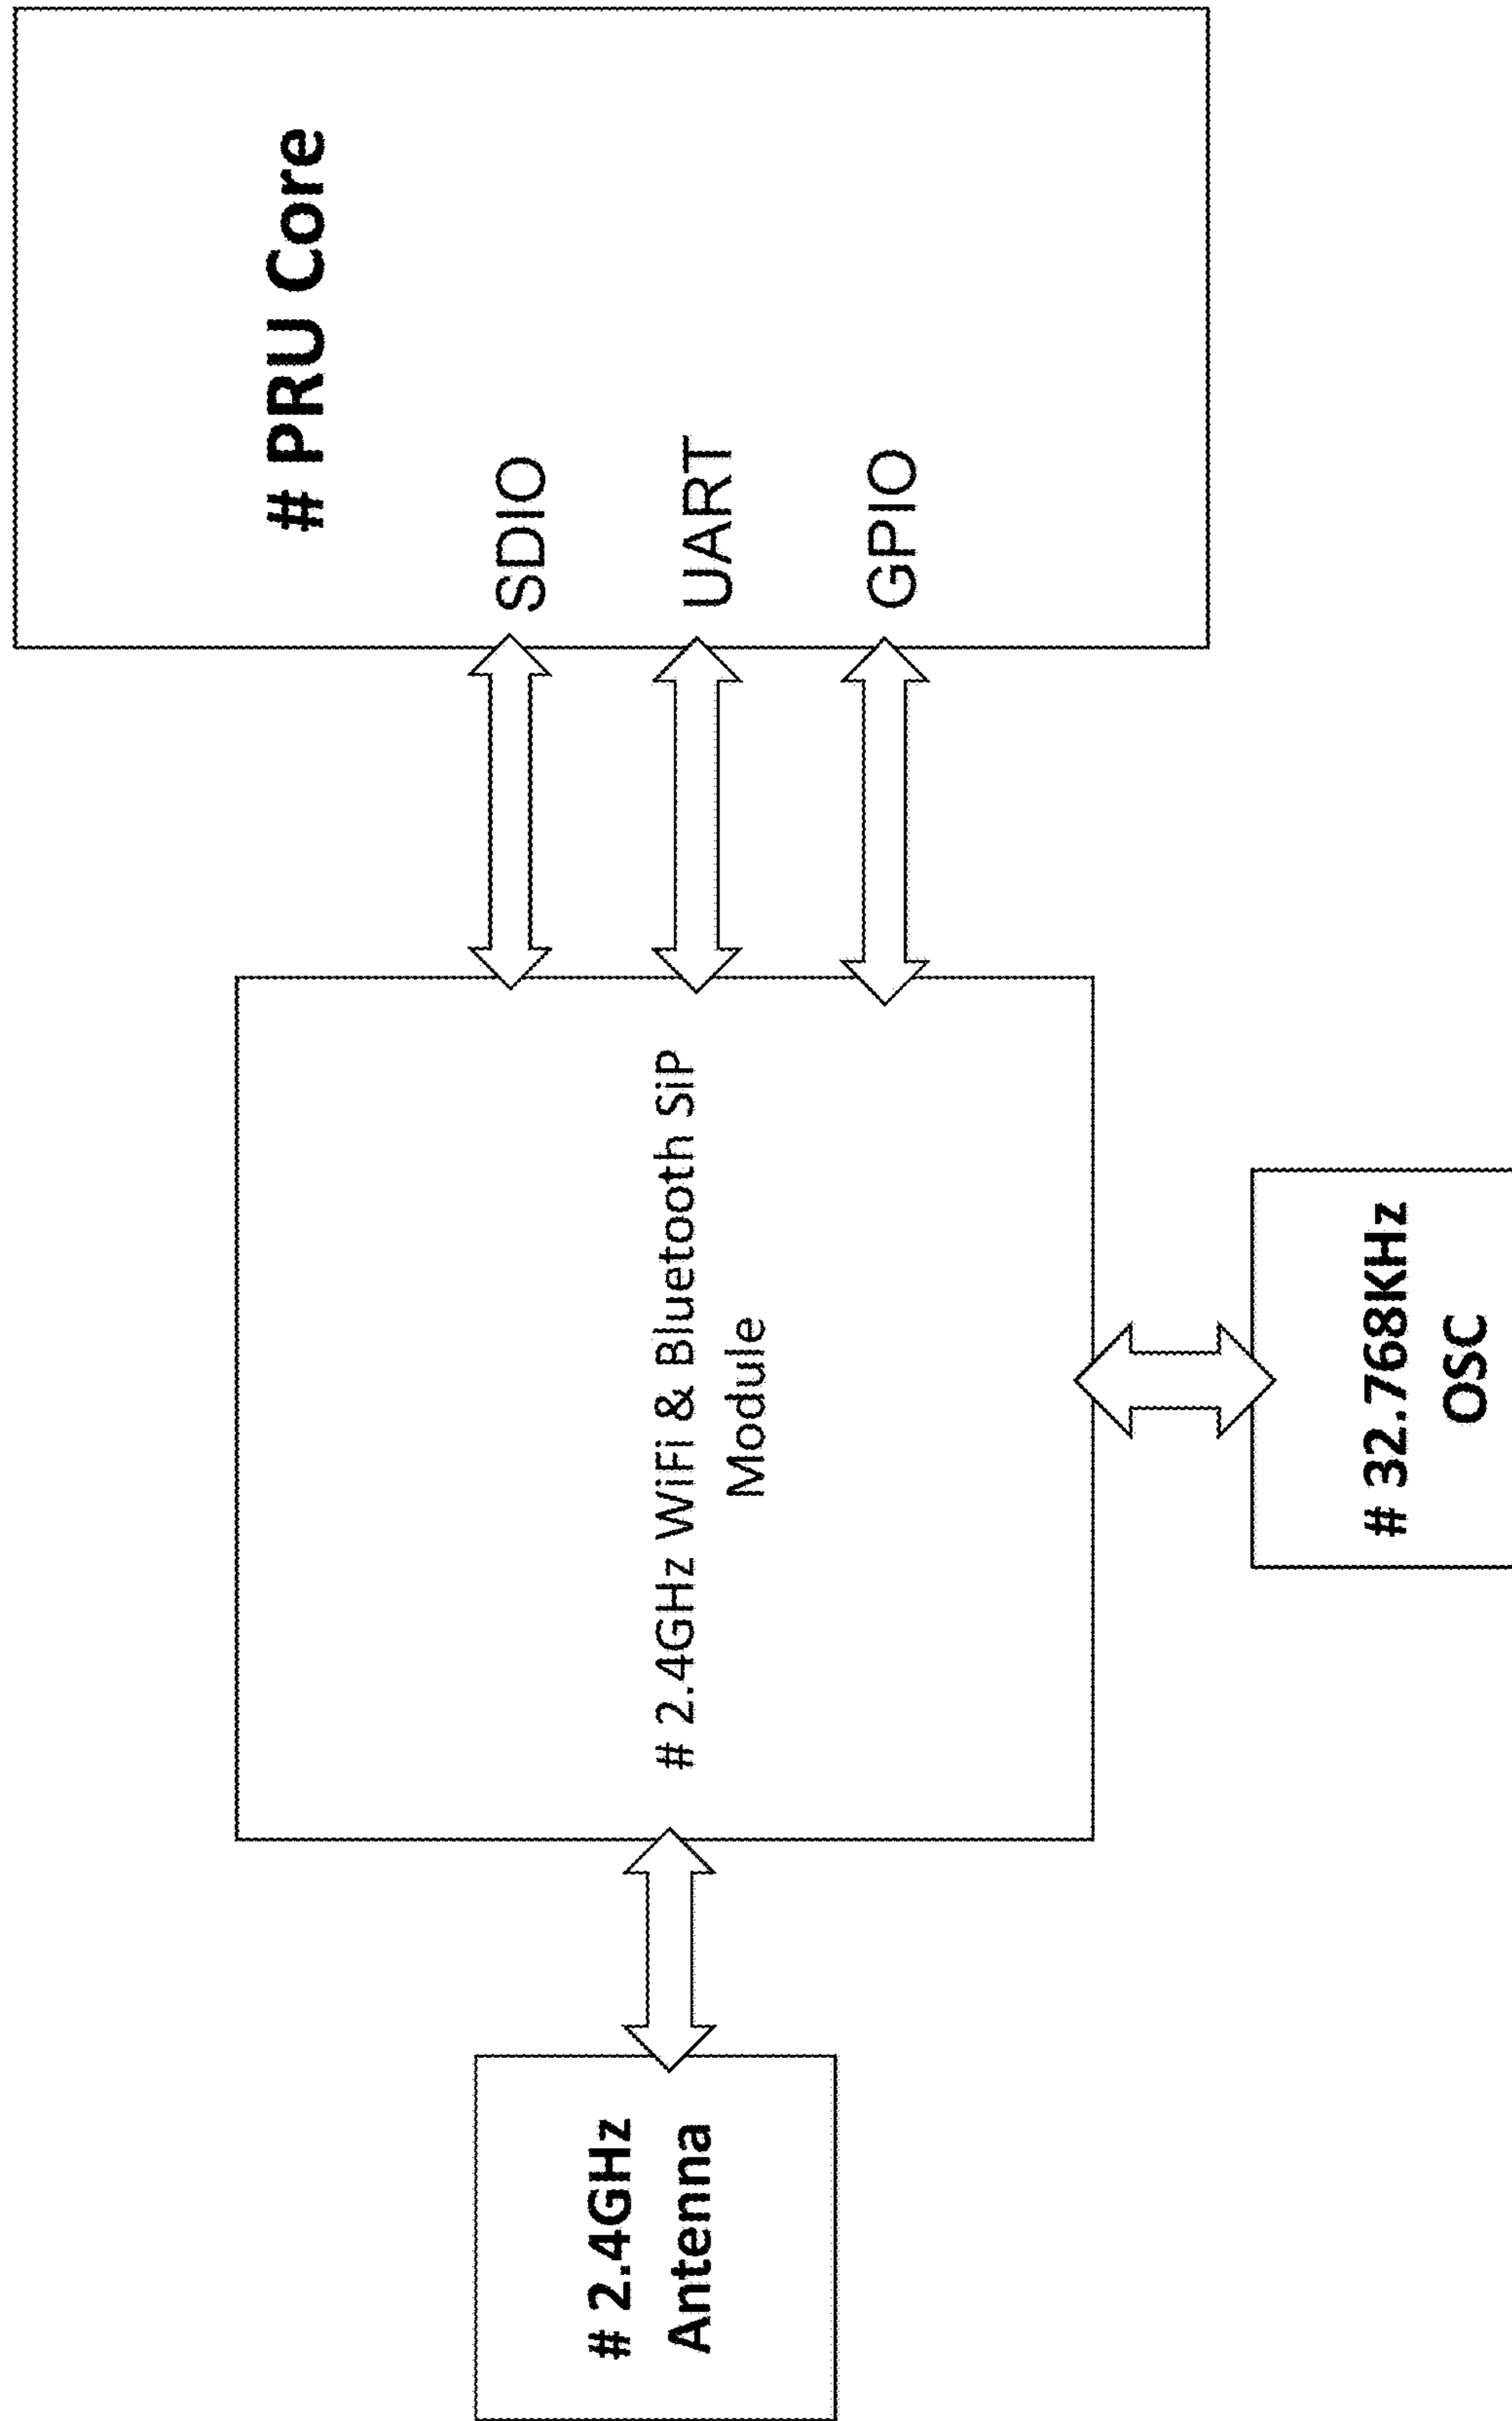 # PRU Core
SDIO
UART
GPIO
# 2.4GHz WiFi & Bluetooth SiP
Module
# 32.768KHz
OSC
# 2.4GHz
Antenna